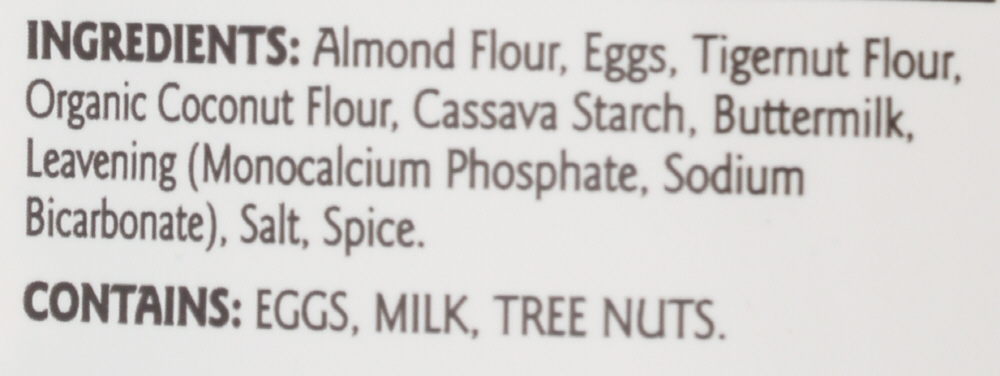 INGREDIENTS: Almond Flour, Eggs, Tigernut Flour,
Organic Coconut Flour, Cassava Starch, Buttermilk,
Leavening (Monocalcium Phosphate, Sodium
Bicarbonate), Salt, Spice.
CONTAINS: EGGS, MILK, TREE NUTS.